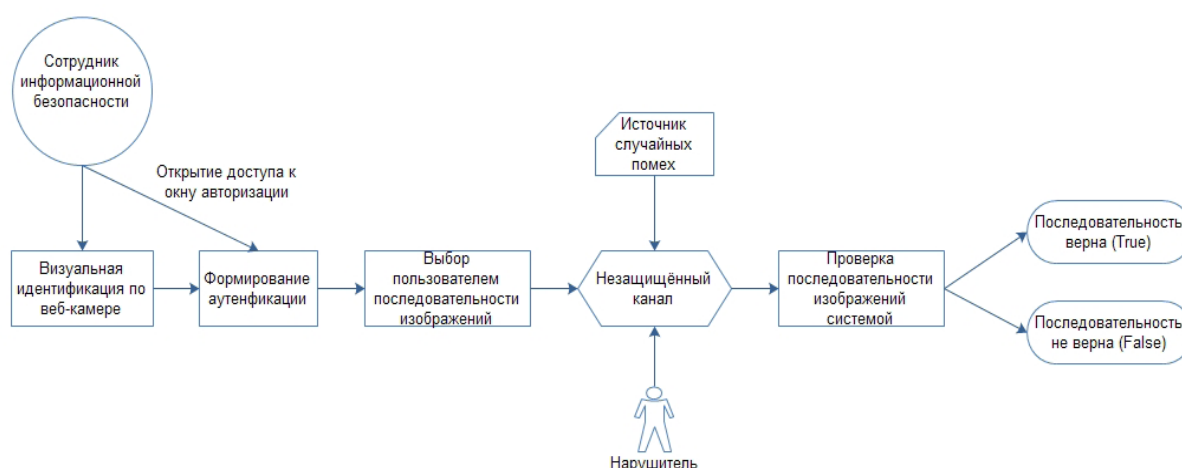 Сотрудник
информационной
безопасности
Открытие доступа к
окну авторизации
Источник
случайных
помех
Визуальная
идентификация по
веб-камере
Формирование
аутенфикации
Выбор
пользователем
последовательности
изображений
Незащищённый
канал
Проверка
последовательности
изображений
системой
Последовательность
верна (True)
Последовательность
не верна (False)
Нарушитель